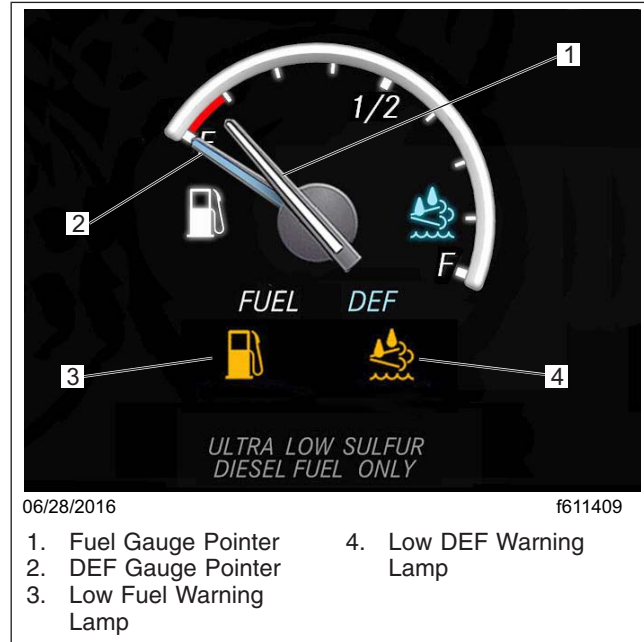 1
1/2
E
2
F
FUEL DEF
3
4
ULTRA LOW SULFUR
DIESEL FUEL ONLY
06/28/2016 f611409
1. Fuel Gauge Pointer
2. DEF Gauge Pointer
3. Low Fuel Warning
Lamp
4. Low DEF Warning
Lamp